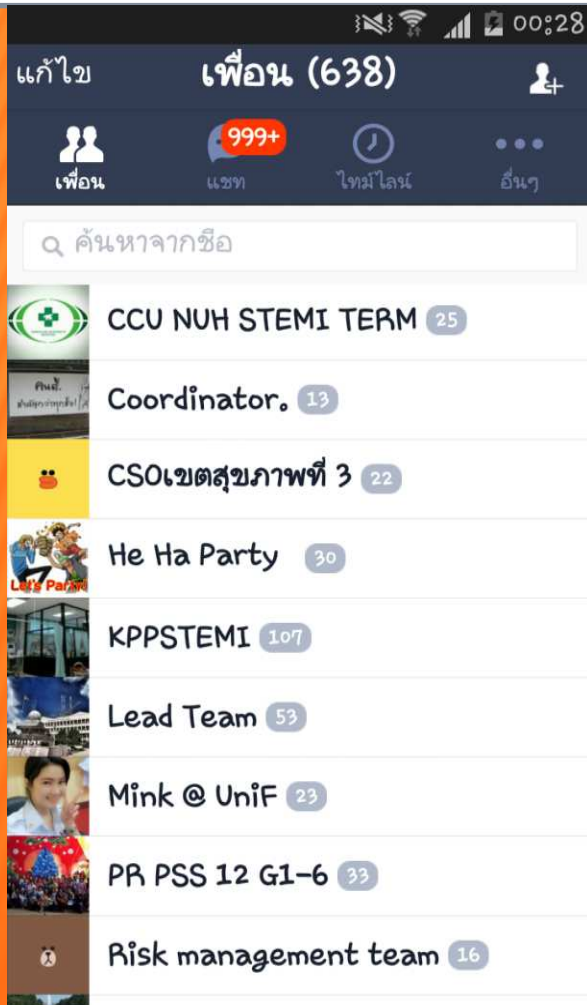 00:28
แก้ไข เพื่อน (638)
999+
เพื่อน แชท ไทม์ไลน์ อื่นๆ
ค้นหาจากชื่อ
CCU NUH STEMI TERM 25
Coordinator. 13
CSOเขตสุขภาพที่ 3 22
He Ha Party 30
Let's Party!
KPPSTEMI 107
Lead Team 53
Mink @ UniF 23
PR PSS 12 G1-6 33
Risk management team 16